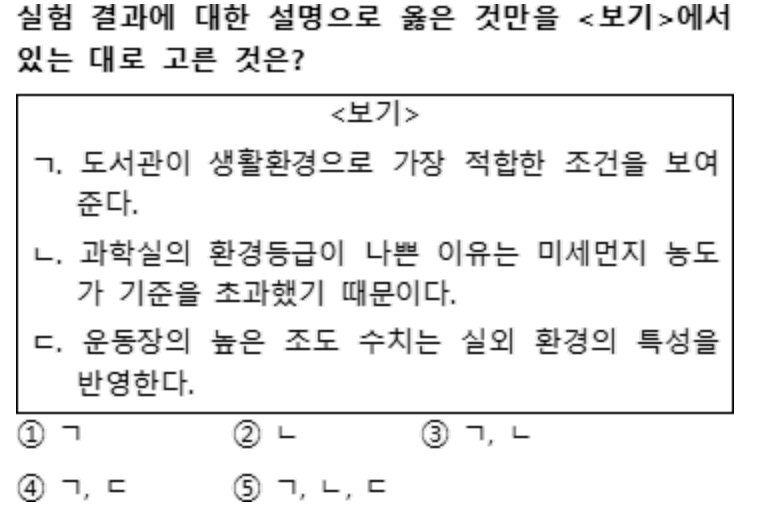 실험 결과에 대한 설명으로 옳은 것만을 <보기>에서
있는 대로 고른 것은?
<보기>
ㄱ. 도서관이 생활환경으로 가장 적합한 조건을 보여
준다.
ㄴ. 과학실의 환경등급이 나쁜 이유는 미세먼지 농도
가 기준을 초과했기 때문이다.
ㄷ. 운동장의 높은 조도 수치는 실외 환경의 특성을
반영한다.
① ㄱ ② ㄴ ③ ㄱ, ㄴ
④ ㄱ, ㄷ ⑤ ㄱ, ㄴ, ㄷ